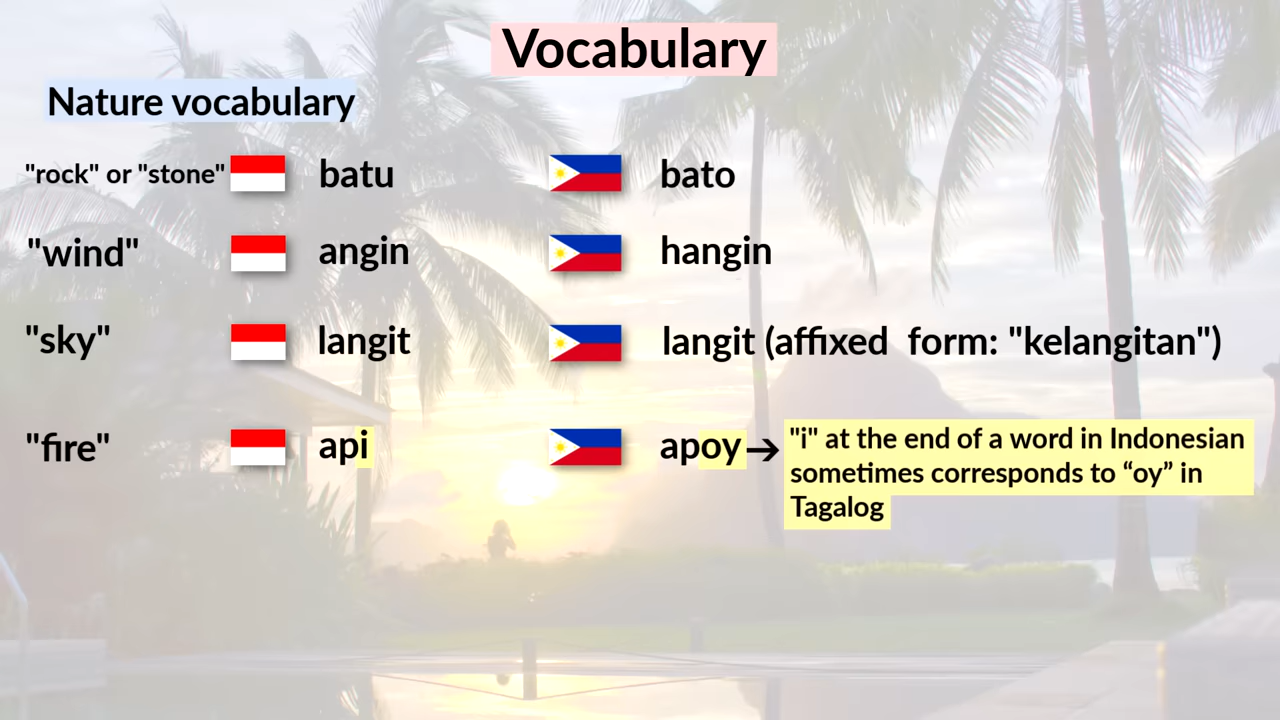 Vocabulary
Nature vocabulary
"rock" or "stone" batu bato
"wind" angin hangin
"sky" langit langit (affixed form: "kelangitan")
"fire" api apoy → "i" at the end of a word in Indonesian
sometimes corresponds to “oy” in
Tagalog